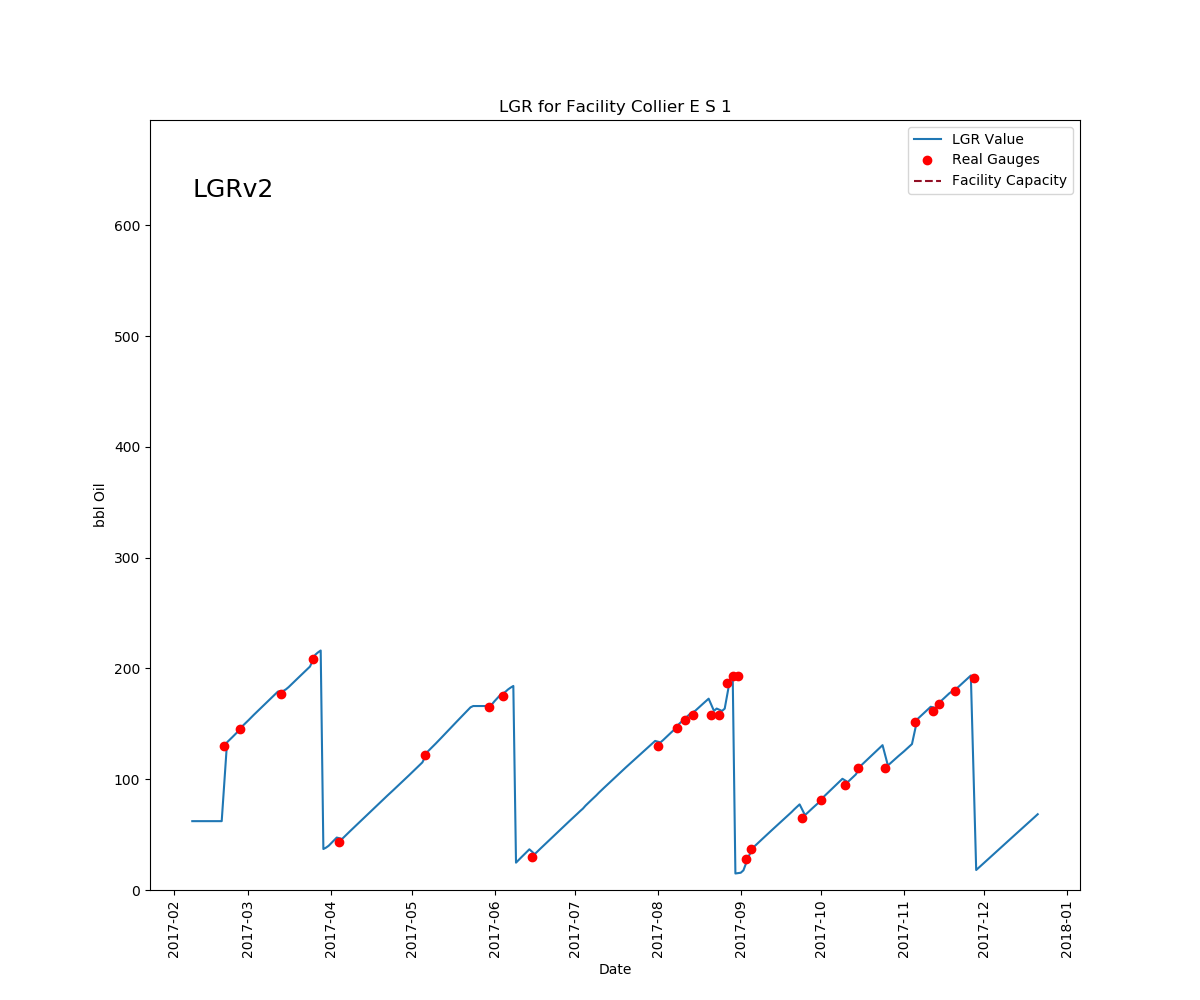 LGR for Facility Collier E S 1
LGRv2
LGR Value
Real Gauges
Facility Capacity
bbl Oil
600
500
400
300
200
100
0
2017-02
2017-03
2017-04
2017-05
2017-06
2017-07
2017-08
2017-09
2017-10
2017-11
2017-12
2018-01
Date